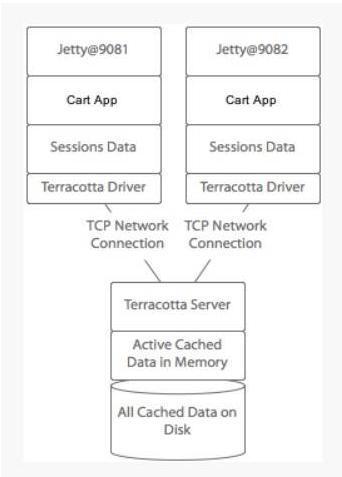 Jetty@9081
Jetty@9082
Cart App
Cart App
Sessions Data
Sessions Data
Terracotta Driver
Terracotta Driver
TCP Network
Connection
TCP Network
Connection
Terracotta Server
Active Cached
Data in Memory
All Cached Data on
Disk